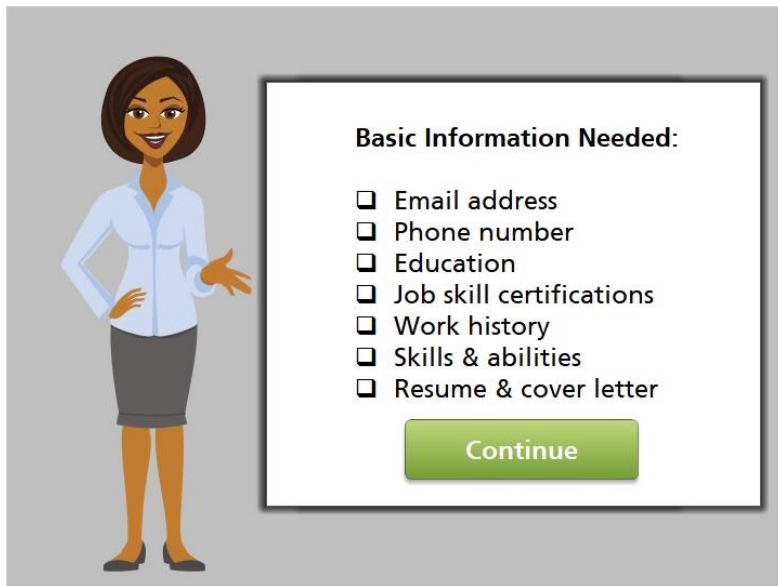 Basic Information Needed:
❑ Email address
❑ Phone number
❑ Education
❑ Job skill certifications
❑ Work history
❑ Skills & abilities
❑ Resume & cover letter
Continue